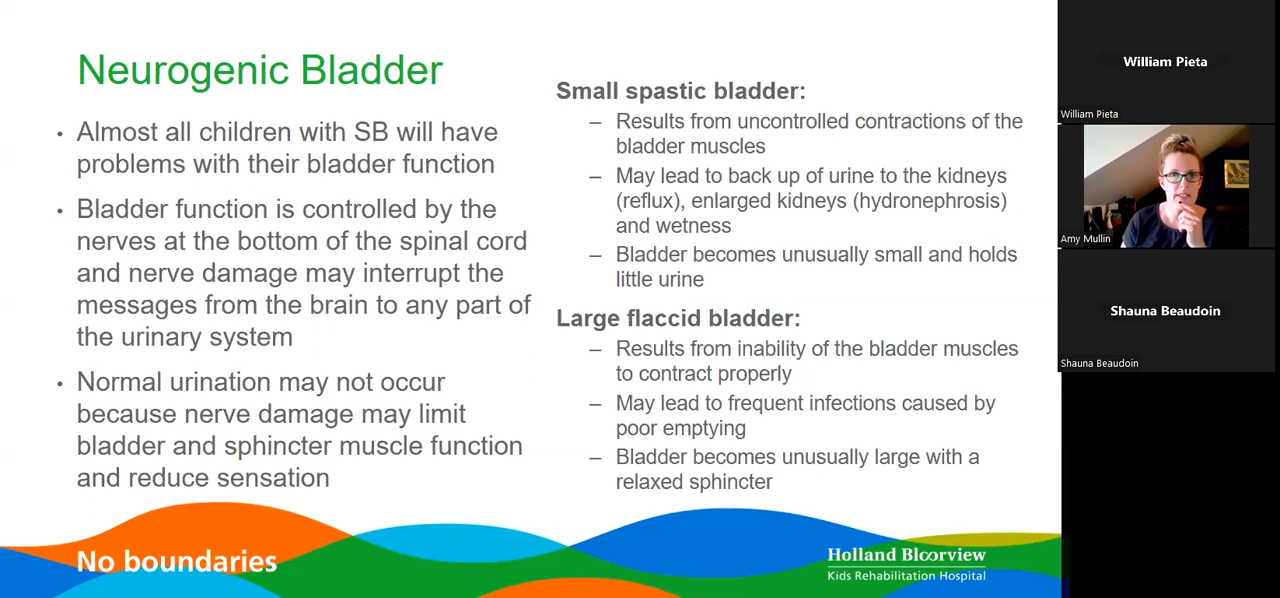 Neurogenic Bladder
• Almost all children with SB will have
problems with their bladder function
• Bladder function is controlled by the
nerves at the bottom of the spinal cord
and nerve damage may interrupt the
messages from the brain to any part of
the urinary system
• Normal urination may not occur
because nerve damage may limit
bladder and sphincter muscle function
and reduce sensation
Small spastic bladder:
– Results from uncontrolled contractions of the
bladder muscles
– May lead to back up of urine to the kidneys
(reflux), enlarged kidneys (hydronephrosis)
and wetness
– Bladder becomes unusually small and holds
little urine
Large flaccid bladder:
– Results from inability of the bladder muscles
to contract properly
– May lead to frequent infections caused by
poor emptying
– Bladder becomes unusually large with a
relaxed sphincter
No boundaries
Holland Bloorview
Kids Rehabilitation Hospital
William Pieta
William Pieta
Amy Mullin
Shauna Beaudoin
Shauna Beaudoin